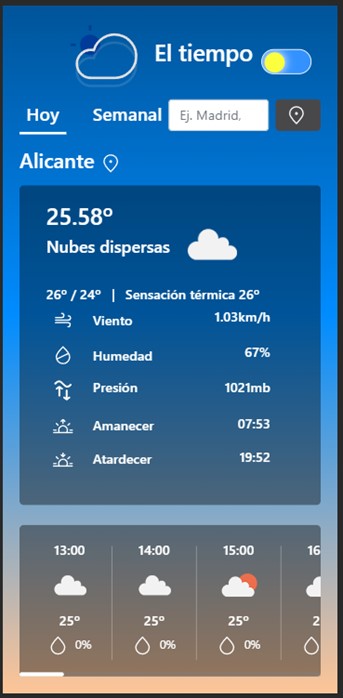 El tiempo
Hoy Semanal Ej. Madrid,
Alicante
25.58º
Nubes dispersas
26º / 24º | Sensación térmica 26º
Viento 1.03km/h
Humedad 67%
Presión 1021mb
Amanecer 07:53
Atardecer 19:52
13:00 14:00 15:00 16
25º 25º 25º 2
0% 0% 0%